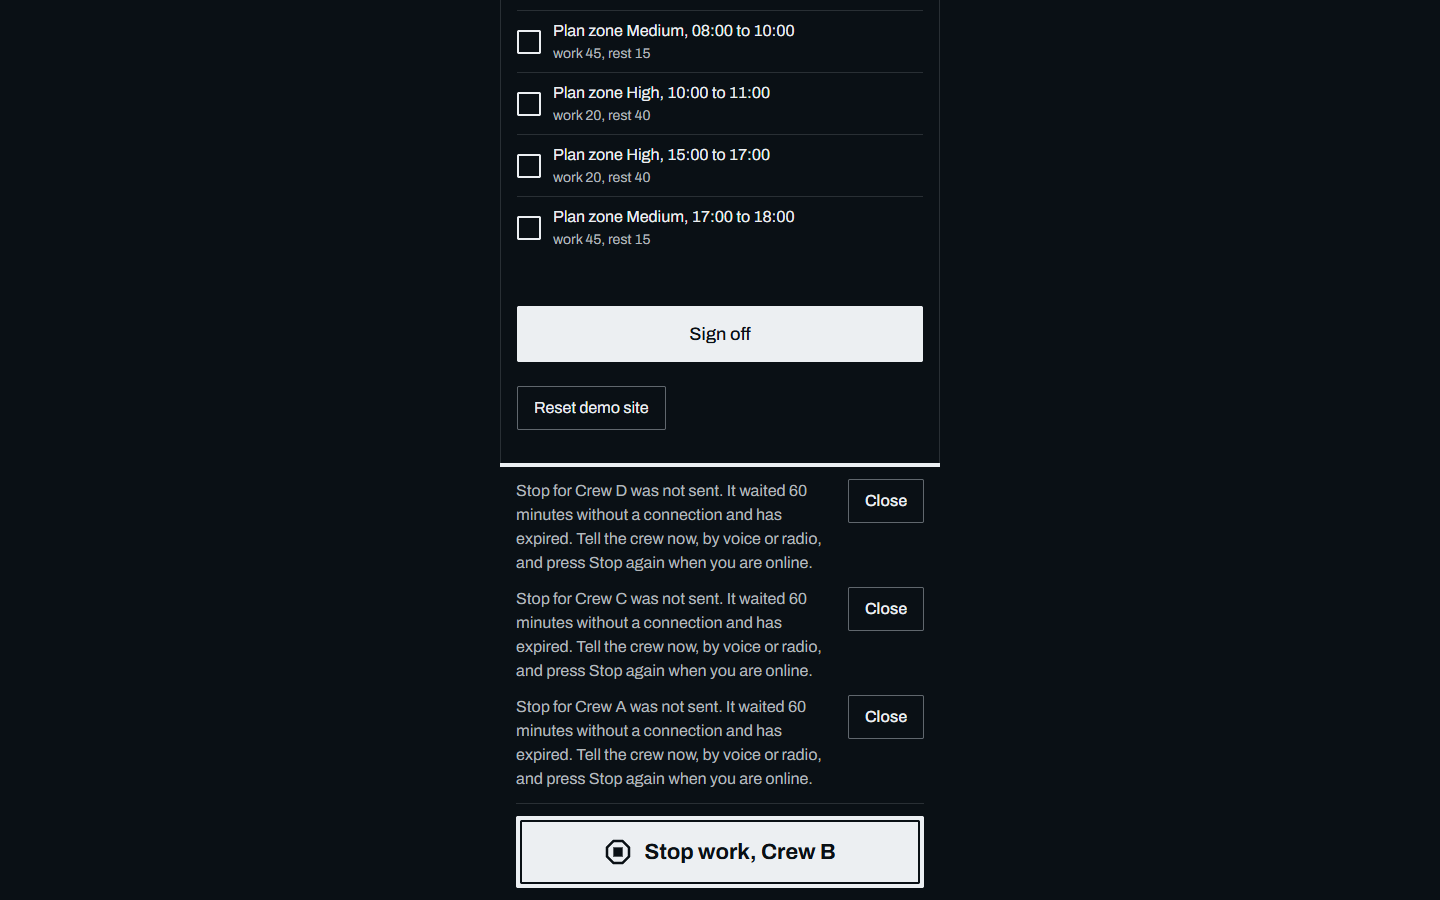 Plan zone Medium, 08:00 to 10:00
work 45, rest 15
Plan zone High, 10:00 to 11:00
work 20, rest 40
Plan zone High, 15:00 to 17:00
work 20, rest 40
Plan zone Medium, 17:00 to 18:00
work 45, rest 15
Sign off
Reset demo site
Stop for Crew D was not sent. It waited 60
minutes without a connection and has
expired. Tell the crew now, by voice or radio,
and press Stop again when you are online.
Close
Stop for Crew C was not sent. It waited 60
minutes without a connection and has
expired. Tell the crew now, by voice or radio,
and press Stop again when you are online.
Close
Stop for Crew A was not sent. It waited 60
minutes without a connection and has
expired. Tell the crew now, by voice or radio,
and press Stop again when you are online.
Close
Stop work, Crew B